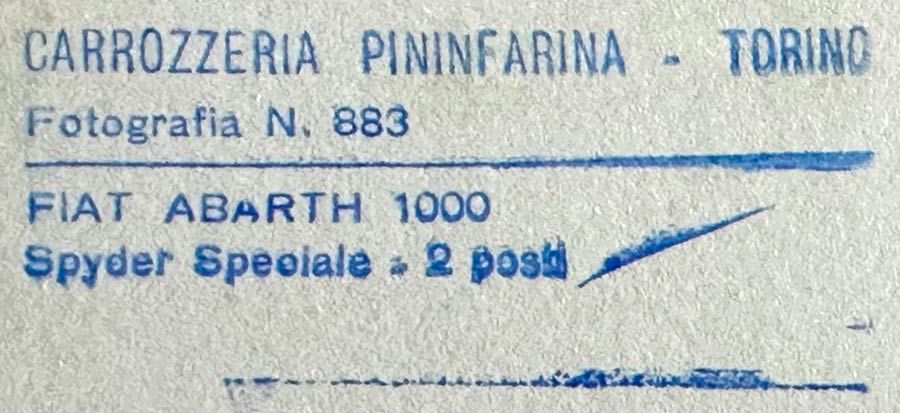 CARROZZERIA PININFARINA - TORINO
Fotografia N. 883
FIAT ABARTH 1000
Spyder Speciale - 2 posti